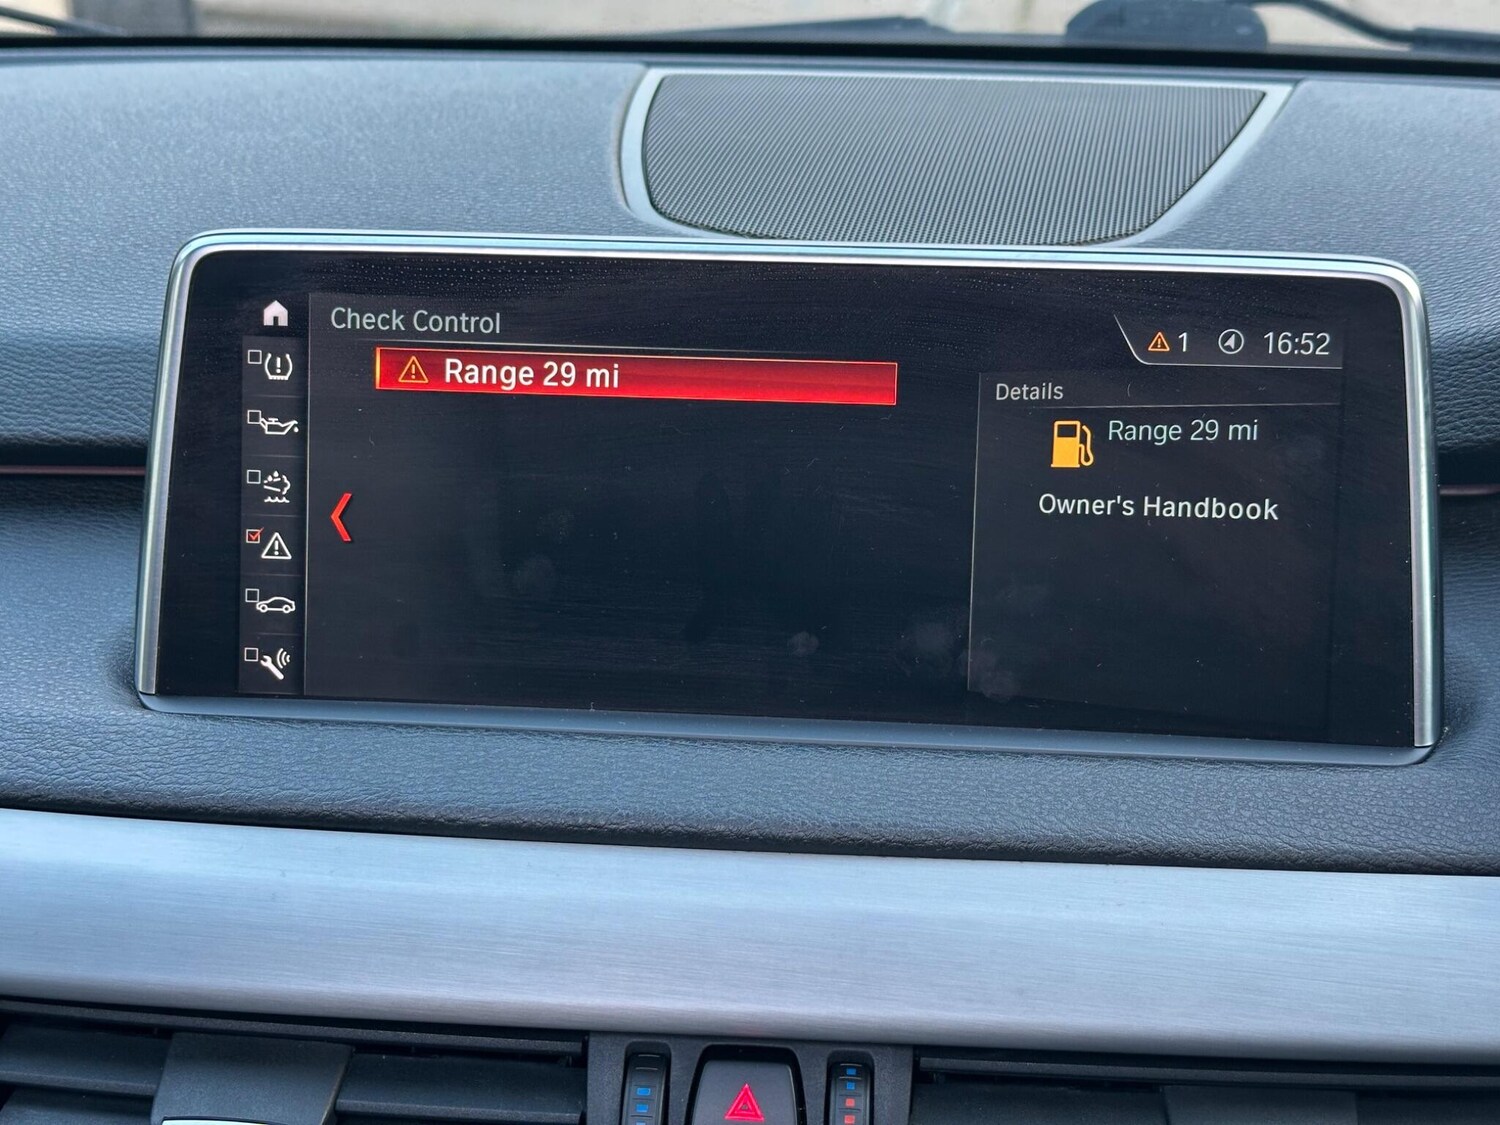 Check Control
1 16:52
Range 29 mi
Details
Range 29 mi
Owner's Handbook